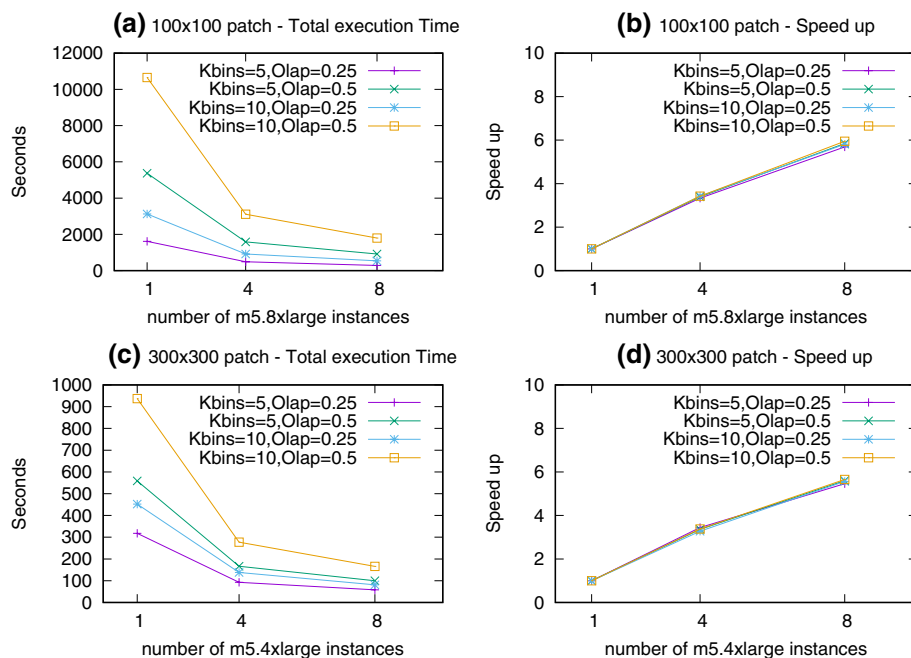 (a) 100x100 patch - Total execution Time
12000
10000
8000
6000
4000
2000
0
Seconds
Kbins=5,Olap=0.25
Kbins=5,Olap=0.5
Kbins=10,Olap=0.25
Kbins=10,Olap=0.5
1 4 8
number of m5.8xlarge instances
(b) 100x100 patch - Speed up
10
8
6
4
2
0
Speed up
Kbins=5,Olap=0.25
Kbins=5,Olap=0.5
Kbins=10,Olap=0.25
Kbins=10,Olap=0.5
1 4 8
number of m5.8xlarge instances
(c) 300x300 patch - Total execution Time
1000
900
800
700
600
500
400
300
200
100
0
Seconds
Kbins=5,Olap=0.25
Kbins=5,Olap=0.5
Kbins=10,Olap=0.25
Kbins=10,Olap=0.5
1 4 8
number of m5.4xlarge instances
(d) 300x300 patch - Speed up
10
8
6
4
2
0
Speed up
Kbins=5,Olap=0.25
Kbins=5,Olap=0.5
Kbins=10,Olap=0.25
Kbins=10,Olap=0.5
1 4 8
number of m5.4xlarge instances